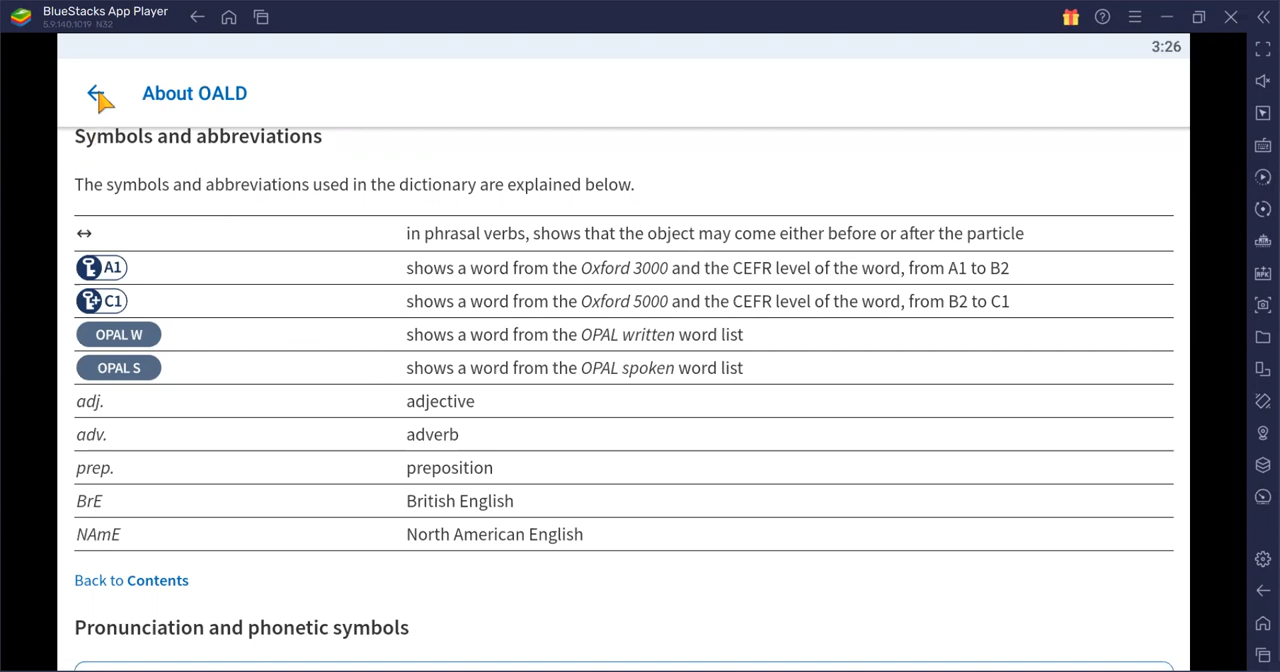 BlueStacks App Player
5.9.140.1019 N32
3:26
About OALD
Symbols and abbreviations
The symbols and abbreviations used in the dictionary are explained below.
↔ in phrasal verbs, shows that the object may come either before or after the particle
A1 shows a word from the Oxford 3000 and the CEFR level of the word, from A1 to B2
C1 shows a word from the Oxford 5000 and the CEFR level of the word, from B2 to C1
OPAL W shows a word from the OPAL written word list
OPAL S shows a word from the OPAL spoken word list
adj. adjective
adv. adverb
prep. preposition
BrE British English
NAmE North American English
Back to Contents
Pronunciation and phonetic symbols